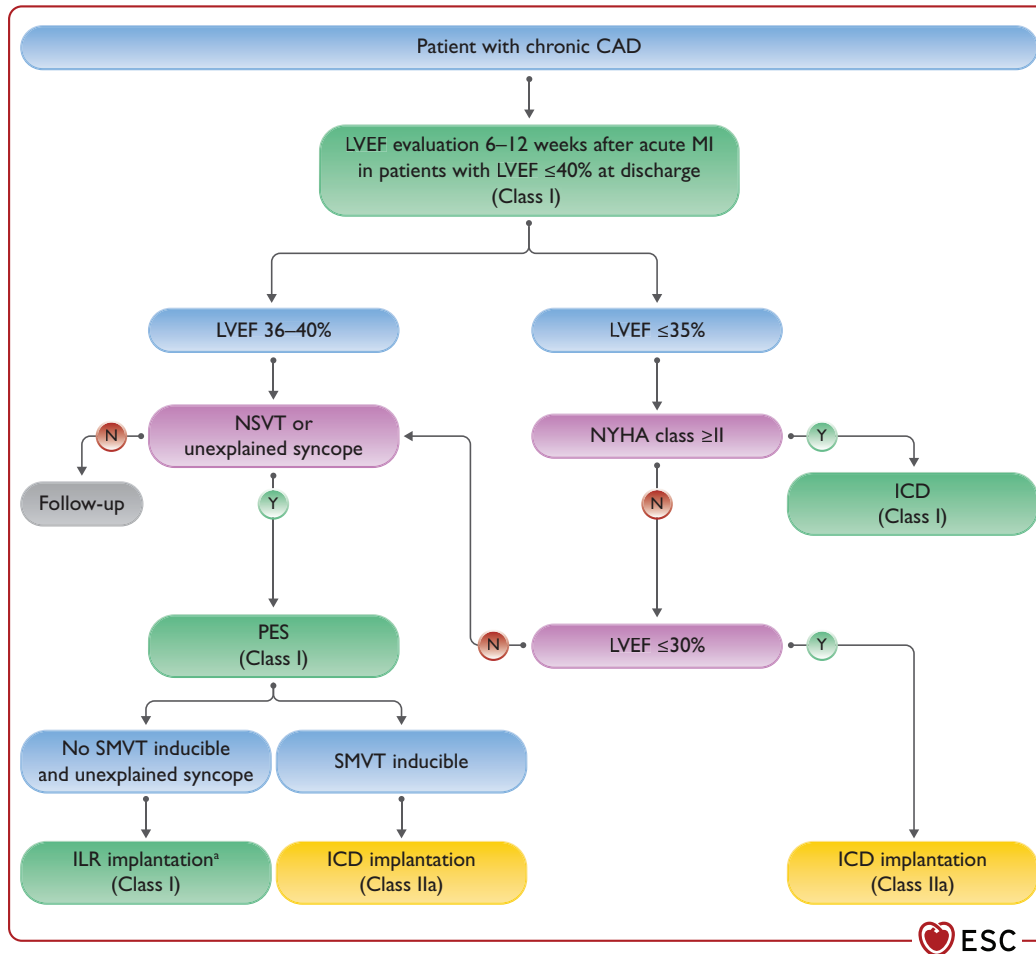 Patient with chronic CAD
LVEF evaluation 6–12 weeks after acute MI
in patients with LVEF ≤40% at discharge
(Class I)
LVEF 36–40%
LVEF ≤35%
NSVT or
unexplained syncope
NYHA class ≥II
N
Y
Follow-up
Y
N
ICD
(Class I)
PES
(Class I)
N
LVEF ≤30%
Y
No SMVT inducible
and unexplained syncope
SMVT inducible
ILR implantationᵃ
(Class I)
ICD implantation
(Class IIa)
ICD implantation
(Class IIa)
ESC